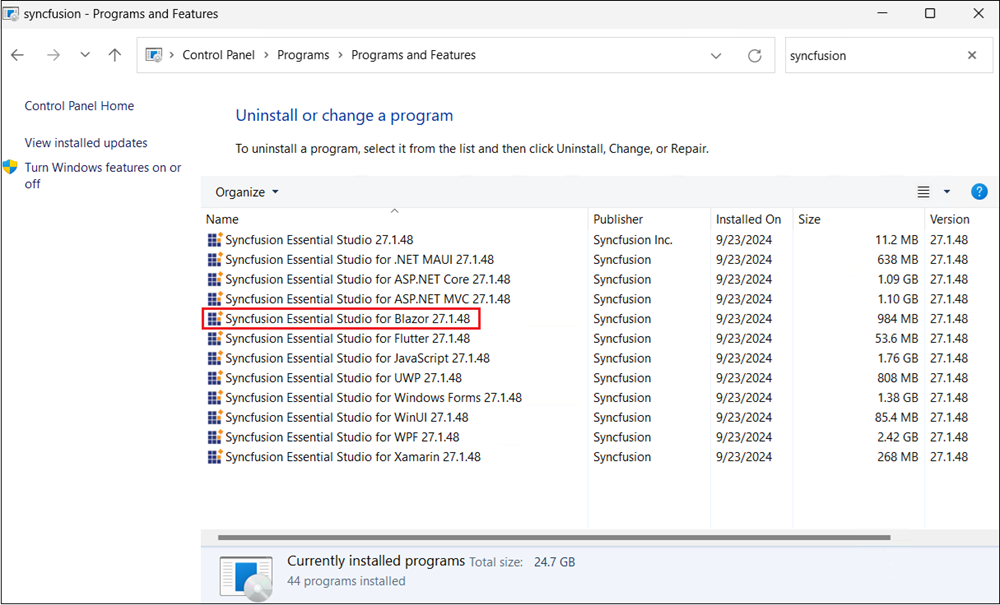 syncfusion - Programs and Features
Control Panel > Programs > Programs and Features
syncfusion
Control Panel Home
View installed updates
Turn Windows features on or
off
Uninstall or change a program
To uninstall a program, select it from the list and then click Uninstall, Change, or Repair.
Organize
Name Publisher Installed On Size Version
Syncfusion Essential Studio 27.1.48 Syncfusion Inc. 9/23/2024 11.2 MB 27.1.48
Syncfusion Essential Studio for .NET MAUI 27.1.48 Syncfusion 9/23/2024 638 MB 27.1.48
Syncfusion Essential Studio for ASP.NET Core 27.1.48 Syncfusion 9/23/2024 1.09 GB 27.1.48
Syncfusion Essential Studio for ASP.NET MVC 27.1.48 Syncfusion 9/23/2024 1.10 GB 27.1.48
Syncfusion Essential Studio for Blazor 27.1.48 Syncfusion 9/23/2024 984 MB 27.1.48
Syncfusion Essential Studio for Flutter 27.1.48 Syncfusion 9/23/2024 53.6 MB 27.1.48
Syncfusion Essential Studio for JavaScript 27.1.48 Syncfusion 9/23/2024 1.76 GB 27.1.48
Syncfusion Essential Studio for UWP 27.1.48 Syncfusion 9/23/2024 808 MB 27.1.48
Syncfusion Essential Studio for Windows Forms 27.1.48 Syncfusion 9/23/2024 1.38 GB 27.1.48
Syncfusion Essential Studio for WinUI 27.1.48 Syncfusion 9/23/2024 85.4 MB 27.1.48
Syncfusion Essential Studio for WPF 27.1.48 Syncfusion 9/23/2024 2.42 GB 27.1.48
Syncfusion Essential Studio for Xamarin 27.1.48 Syncfusion 9/23/2024 268 MB 27.1.48
Currently installed programs Total size: 24.7 GB
44 programs installed